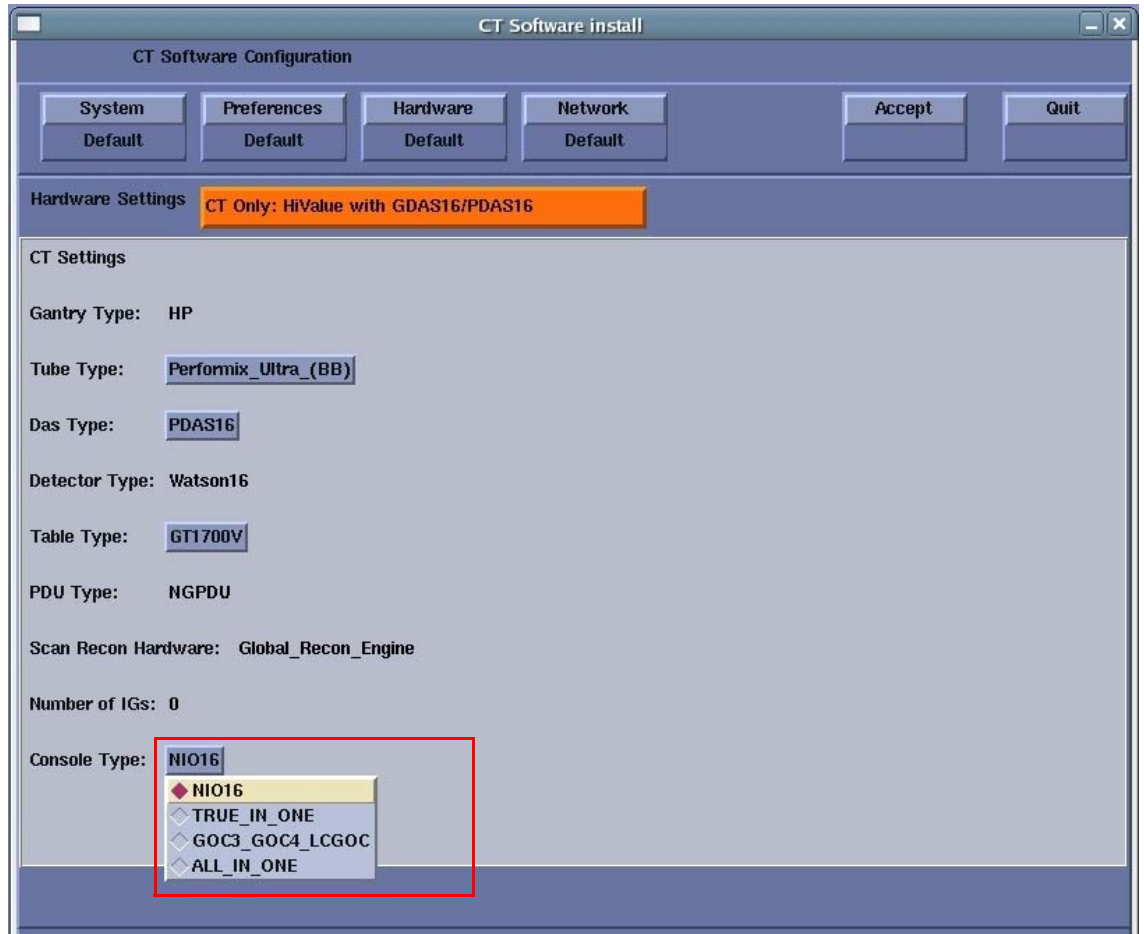 CT Software install
CT Software Configuration
System Preferences Hardware Network Accept Quit
Default Default Default Default
Hardware Settings CT Only: HiValue with GDAS16/PDAS16
CT Settings
Gantry Type: HP
Tube Type: Performix_Ultra_(BB)
Das Type: PDAS16
Detector Type: Watson16
Table Type: GT1700V
PDU Type: NGPDU
Scan Recon Hardware: Global_Recon_Engine
Number of IGs: 0
Console Type: NIO16
NIO16
TRUE_IN_ONE
GOC3_GOC4_LCGOC
ALL_IN_ONE